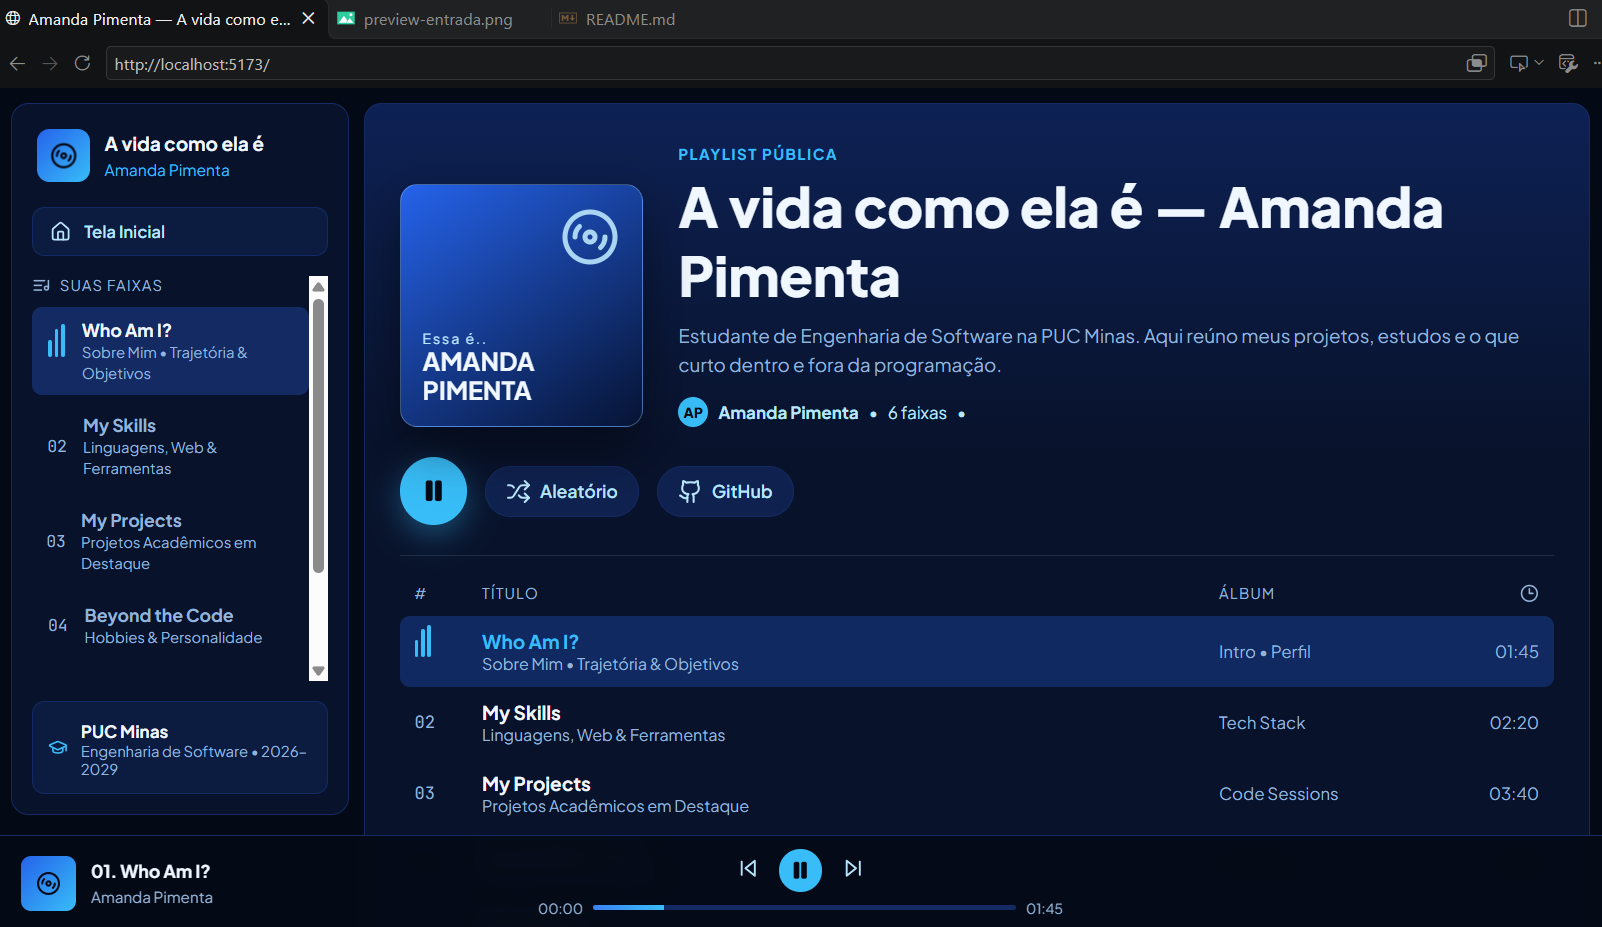 Amanda Pimenta — A vida como e...
preview-entrada.png
README.md
http://localhost:5173/
A vida como ela é
Amanda Pimenta
Tela Inicial
SUAS FAIXAS
Who Am I?
Sobre Mim • Trajetória &
Objetivos
02
My Skills
Linguagens, Web &
Ferramentas
03
My Projects
Projetos Acadêmicos em
Destaque
04
Beyond the Code
Hobbies & Personalidade
PUC Minas
Engenharia de Software • 2026–
2029
Essa é..
AMANDA
PIMENTA
PLAYLIST PÚBLICA
A vida como ela é — Amanda
Pimenta
Estudante de Engenharia de Software na PUC Minas. Aqui reúno meus projetos, estudos e o que
curto dentro e fora da programação.
AP Amanda Pimenta • 6 faixas •
Aleatório
GitHub
# TÍTULO ÁLBUM
Who Am I?
Sobre Mim • Trajetória & Objetivos
Intro • Perfil
01:45
02
My Skills
Linguagens, Web & Ferramentas
Tech Stack
02:20
03
My Projects
Projetos Acadêmicos em Destaque
Code Sessions
03:40
01. Who Am I?
Amanda Pimenta
00:00
01:45